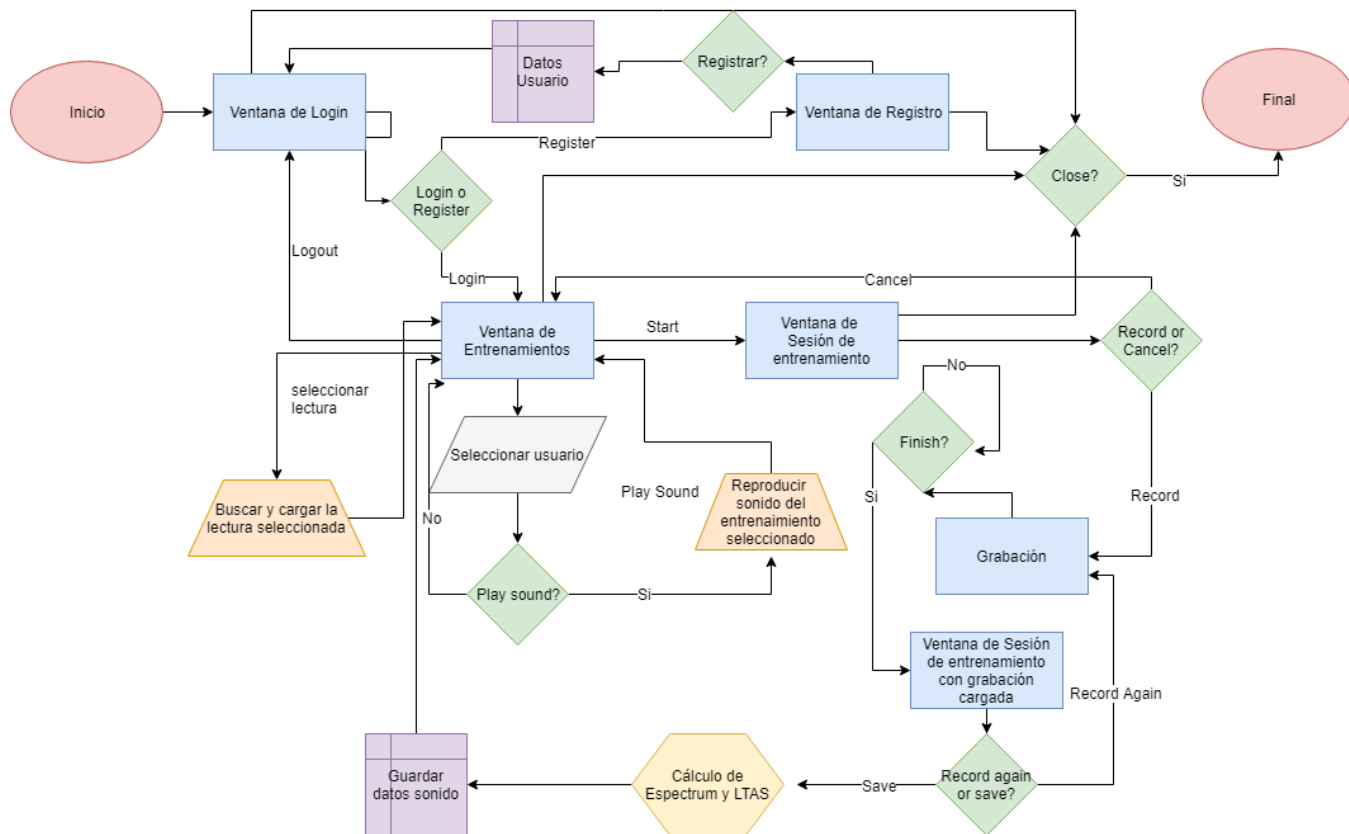 Datos
Usuario
Registrar?
Inicio
Ventana de Login
Ventana de Registro
Final
Register
Close?
Si
Login o
Register
Logout
Login
Cancel
Ventana de
Entrenamientos
Start
Ventana de
Sesión de
entrenamiento
Record or
Cancel?
seleccionar
lectura
No
Finish?
Seleccionar usuario
Play Sound
Reproducir
sonido del
entrenaimiento
seleccionado
Si
Record
Buscar y cargar la
lectura seleccionada
No
Grabación
Play sound?
Si
Ventana de Sesión
de entrenamiento
con grabación
cargada
Record Again
Guardar
datos sonido
Cálculo de
Espectrum y LTAS
Save
Record again
or save?